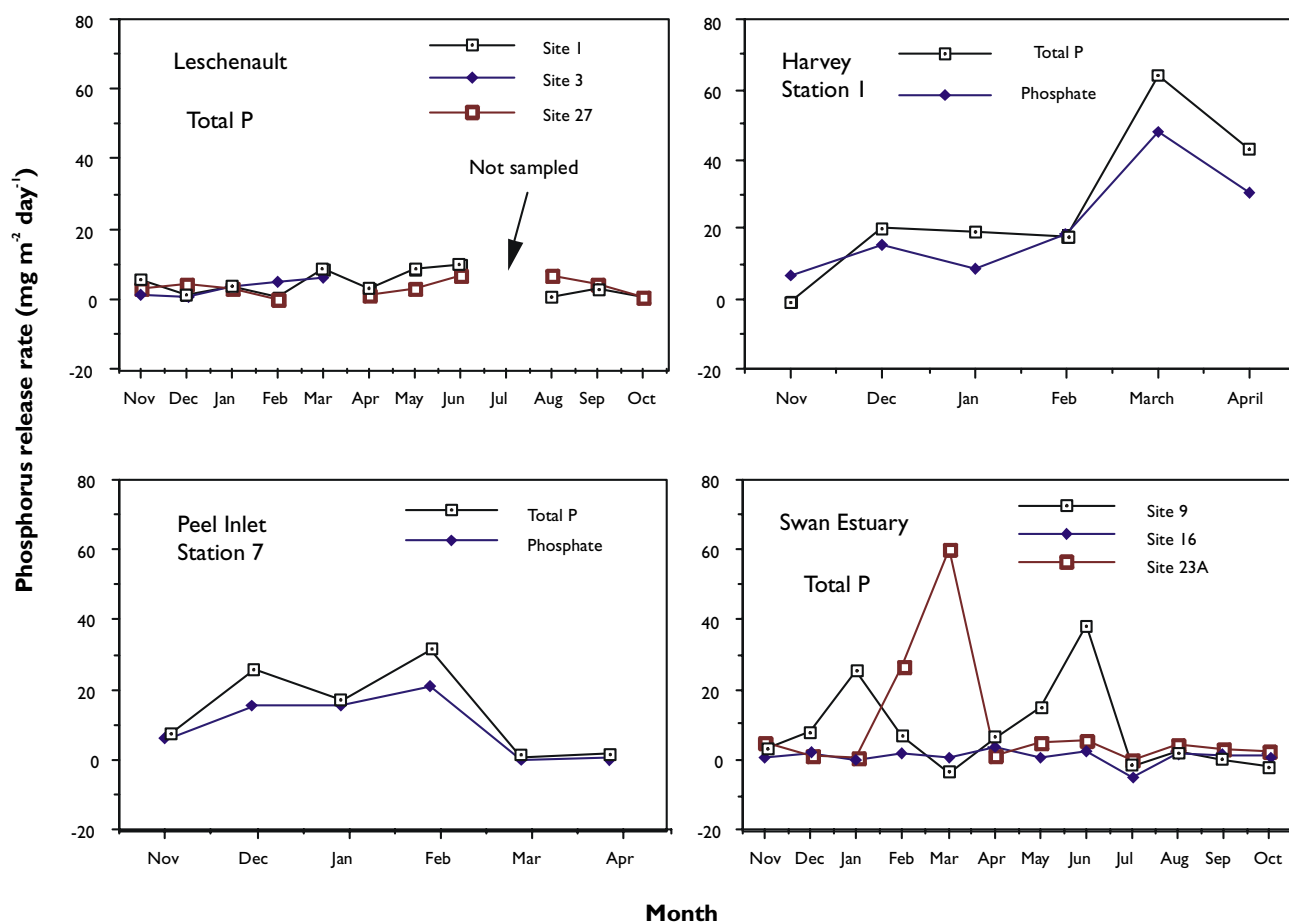 Phosphorus release rate (mg m-2 day-1)
80
60
40
20
0
-20
Leschenault
Total P
Site 1
Site 3
Site 27
Not sampled
Nov Dec Jan Feb Mar Apr May Jun Jul Aug Sep Oct
80
60
40
20
0
-20
Harvey
Station 1
Total P
Phosphate
Nov Dec Jan Feb March April
80
60
40
20
0
-20
Peel Inlet
Station 7
Total P
Phosphate
Nov Dec Jan Feb Mar Apr
80
60
40
20
0
-20
Swan Estuary
Total P
Site 9
Site 16
Site 23A
Nov Dec Jan Feb Mar Apr May Jun Jul Aug Sep Oct
Month